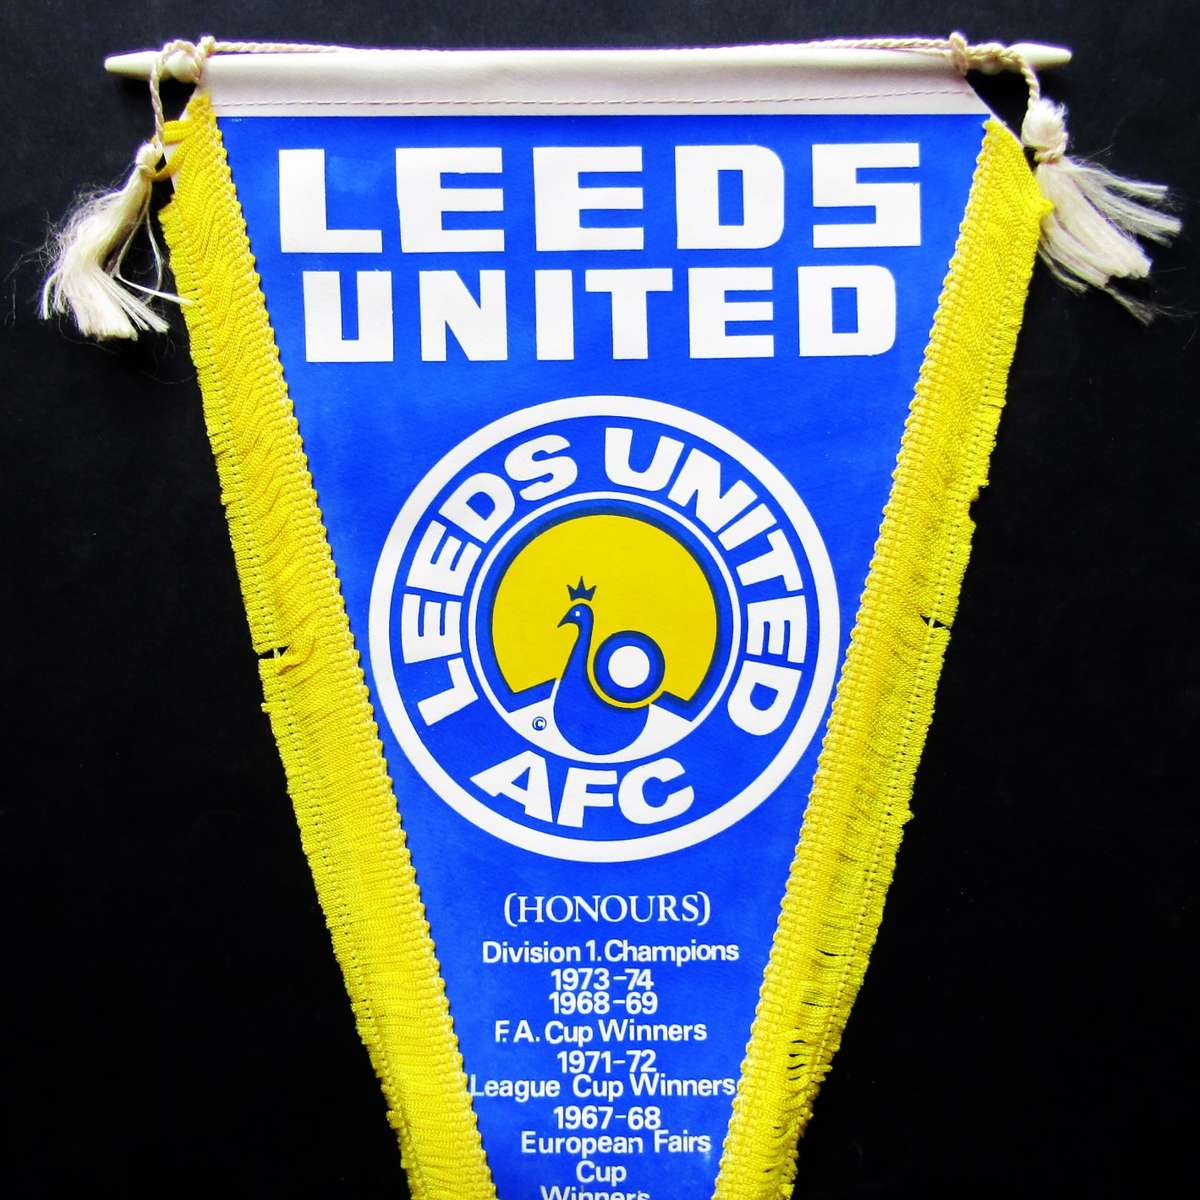 LEEDS
UNITED
LEEDS UNITED
AFC
©
(HONOURS)
Division 1. Champions
1973-74
1968-69
F.A. Cup Winners
1971-72
League Cup Winners
1967-68
European Fairs
Cup
Winners